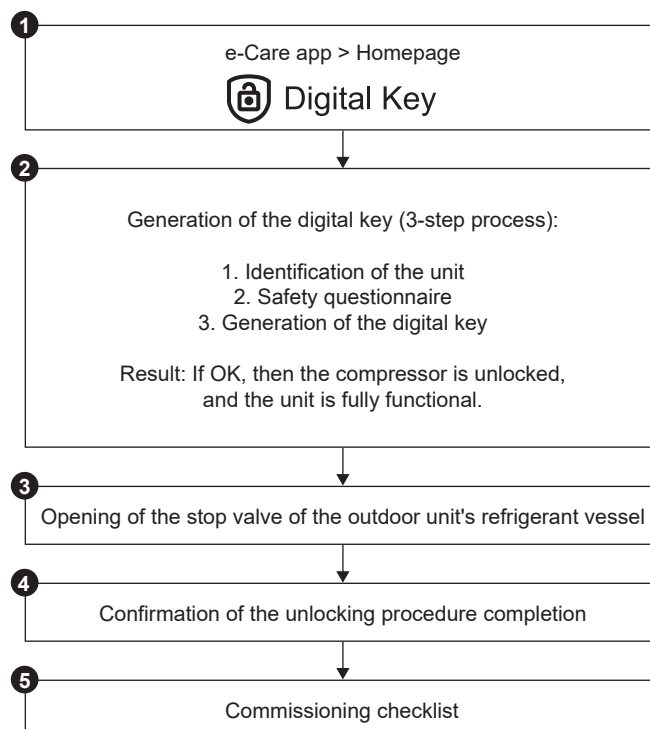 1
e-Care app > Homepage
Digital Key
2
Generation of the digital key (3-step process):
1. Identification of the unit
2. Safety questionnaire
3. Generation of the digital key
Result: If OK, then the compressor is unlocked,
and the unit is fully functional.
3
Opening of the stop valve of the outdoor unit's refrigerant vessel
4
Confirmation of the unlocking procedure completion
5
Commissioning checklist